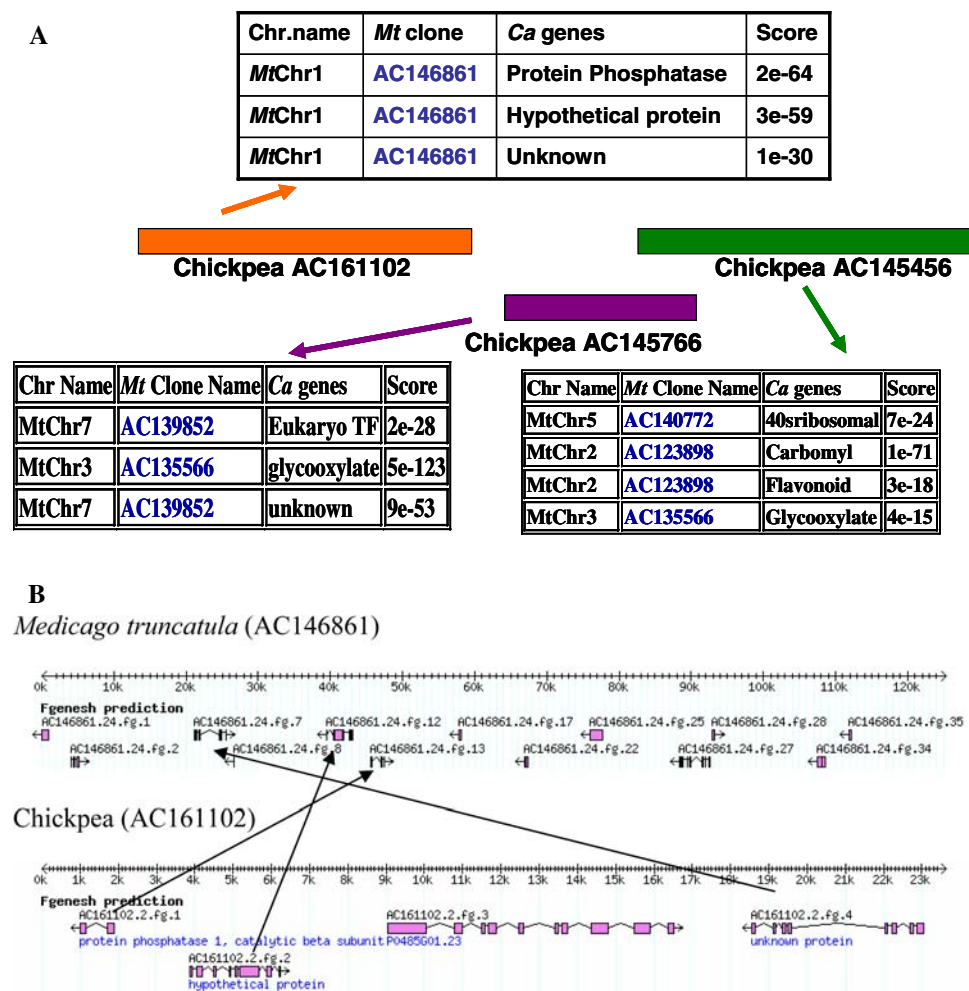 A
Chr.name Mt clone Ca genes Score
MtChr1 AC146861 Protein Phosphatase 2e-64
MtChr1 AC146861 Hypothetical protein 3e-59
MtChr1 AC146861 Unknown 1e-30
Chickpea AC161102
Chickpea AC145456
Chickpea AC145766
Chr Name Mt Clone Name Ca genes Score
MtChr7 AC139852 Eukaryo TF 2e-28
MtChr3 AC135566 glycooxylate 5e-123
MtChr7 AC139852 unknown 9e-53
Chr Name Mt Clone Name Ca genes Score
MtChr5 AC140772 40sribosomal 7e-24
MtChr2 AC123898 Carbomyl 1e-71
MtChr2 AC123898 Flavonoid 3e-18
MtChr3 AC135566 Glycooxylate 4e-15
B
Medicago truncatula (AC146861)
0k 10k 20k 30k 40k 50k 60k 70k 80k 90k 100k 110k 120k
Fgenesh prediction
AC146861.24.fg.1 AC146861.24.fg.7 AC146861.24.fg.12 AC146861.24.fg.17 AC146861.24.fg.25 AC146861.24.fg.28 AC146861.24.fg.35
AC146861.24.fg.2 AC146861.24.fg.8 AC146861.24.fg.13 AC146861.24.fg.22 AC146861.24.fg.27 AC146861.24.fg.34
Chickpea (AC161102)
0k 1k 2k 3k 4k 5k 6k 7k 8k 9k 10k 11k 12k 13k 14k 15k 16k 17k 18k 19k 20k 21k 22k 23k
Fgenesh prediction
AC161102.2.fg.1 AC161102.2.fg.3 AC161102.2.fg.4
protein phosphatase 1, catalytic beta subunit P0485G01.23 unknown protein
AC161102.2.fg.2
hypothetical protein